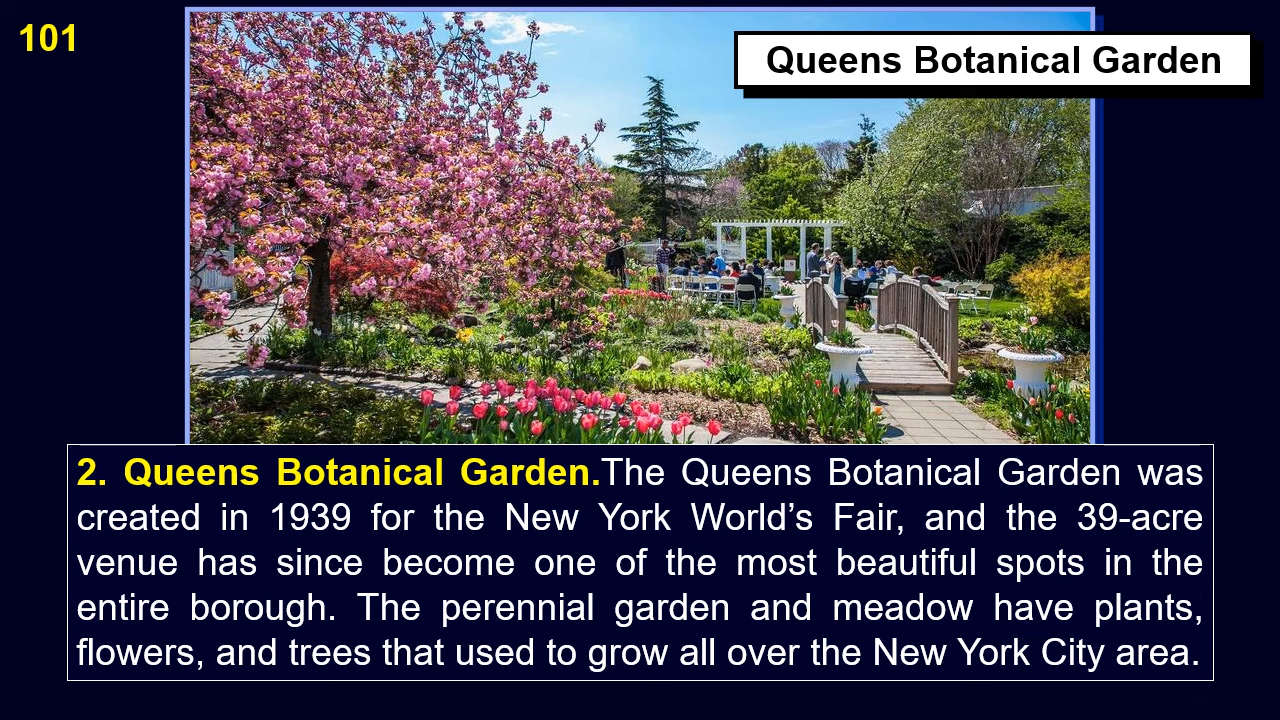 101
Queens Botanical Garden
2. Queens Botanical Garden.The Queens Botanical Garden was
created in 1939 for the New York World’s Fair, and the 39-acre
venue has since become one of the most beautiful spots in the
entire borough. The perennial garden and meadow have plants,
flowers, and trees that used to grow all over the New York City area.